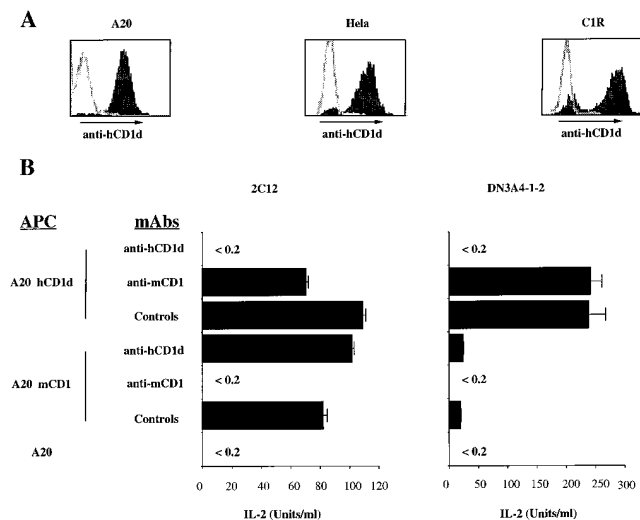 A
A20
Hela
C1R
anti-hCD1d
anti-hCD1d
anti-hCD1d
B
2C12
DN3A4-1-2
APC
mAbs
A20 hCD1d
anti-hCD1d
< 0.2
< 0.2
anti-mCD1
Controls
A20 mCD1
anti-hCD1d
anti-mCD1
< 0.2
< 0.2
Controls
A20
< 0.2
< 0.2
0 20 40 60 80 100 120
0 50 100 150 200 250 300
IL-2 (Units/ml)
IL-2 (Units/ml)